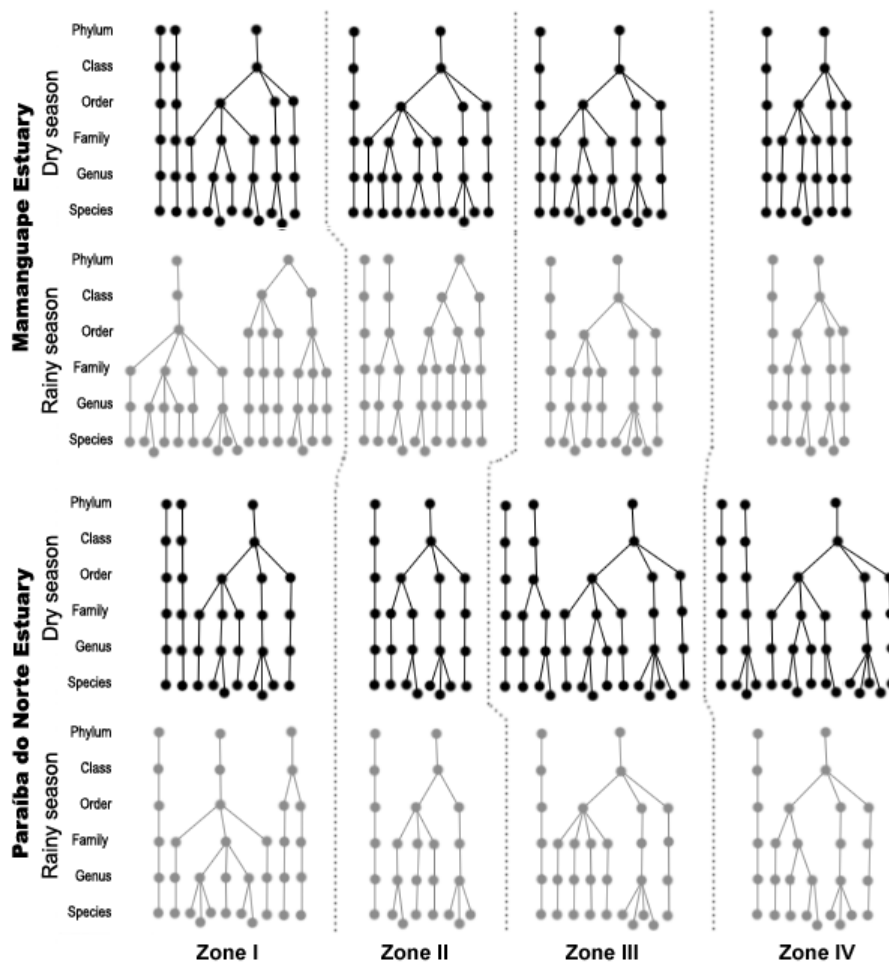 Mamanguape Estuary
Dry season
Phylum
Class
Order
Family
Genus
Species
Rainy season
Phylum
Class
Order
Family
Genus
Species
Paraíba do Norte Estuary
Dry season
Phylum
Class
Order
Family
Genus
Species
Rainy season
Phylum
Class
Order
Family
Genus
Species
Zone I Zone II Zone III Zone IV